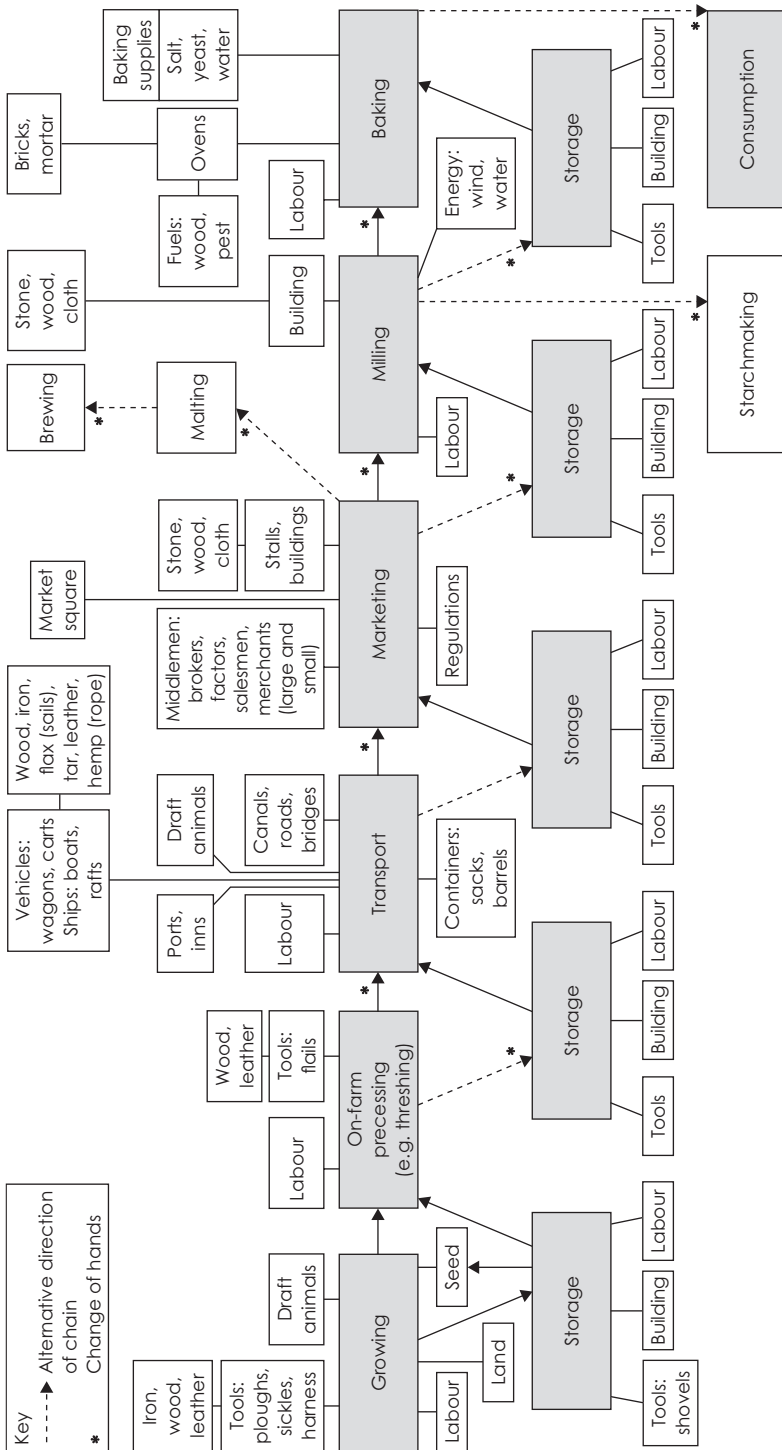 Key
Alternative direction
of chain
* Change of hands
Iron,
wood,
leather
Tools:
ploughs,
sickles,
harness
Draft
animals
Growing
Labour
Land
Seed
Storage
Tools:
shovels
Building
Labour
Labour
Wood,
leather
Tools:
flails
On-farm
precessing
(e.g. threshing)
*
*
Storage
Tools
Building
Labour
Vehicles:
wagons, carts
Ships: boats,
rafts
Wood, iron,
flax (sails),
tar, leather,
hemp (rope)
Ports,
inns
Draft
animals
Labour
Canals,
roads,
bridges
Transport
Containers:
sacks,
barrels
*
Storage
Tools
Building
Labour
Market
square
Middlemen:
brokers,
factors,
salesmen,
merchants
(large and
small)
Stone,
wood,
cloth
Stalls,
buildings
Marketing
Regulations
*
*
*
Storage
Tools
Building
Labour
Brewing
*
Malting
Stone,
wood,
cloth
Building
Milling
Labour
Energy:
wind,
water
*
*
*
Starchmaking
Storage
Tools
Building
Labour
Bricks,
mortar
Fuels:
wood,
pest
Ovens
Baking
supplies
Salt,
yeast,
water
Labour
Baking
*
Consumption